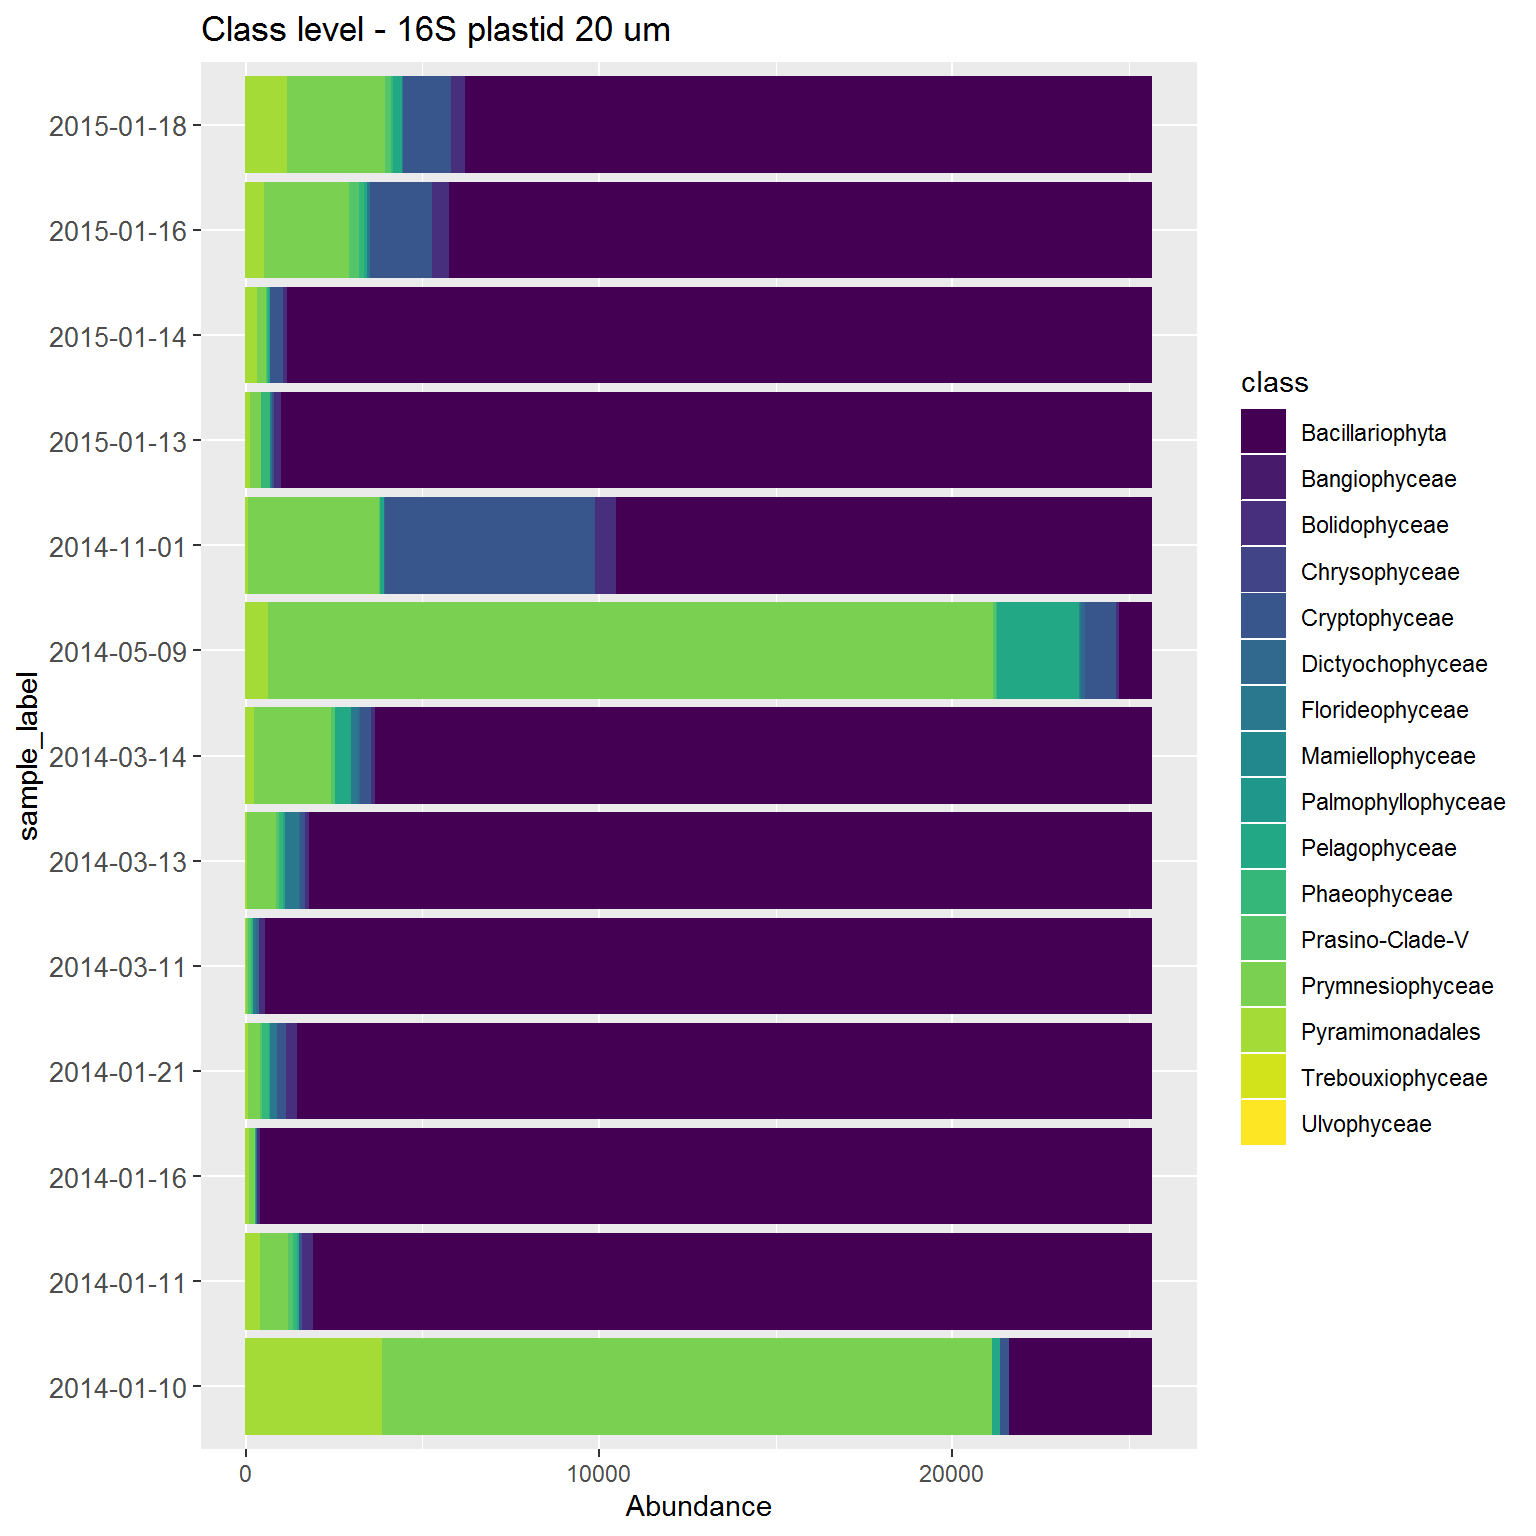 Class level - 16S plastid 20 um
2015-01-18
2015-01-16
2015-01-14
2015-01-13
2014-11-01
2014-05-09
2014-03-14
2014-03-13
2014-03-11
2014-01-21
2014-01-16
2014-01-11
2014-01-10
sample_label
0
10000
20000
Abundance
class
Bacillariophyta
Bangiophyceae
Bolidophyceae
Chrysophyceae
Cryptophyceae
Dictyochophyceae
Florideophyceae
Mamiellophyceae
Palmophyllophyceae
Pelagophyceae
Phaeophyceae
Prasino-Clade-V
Prymnesiophyceae
Pyramimonadales
Trebouxiophyceae
Ulvophyceae